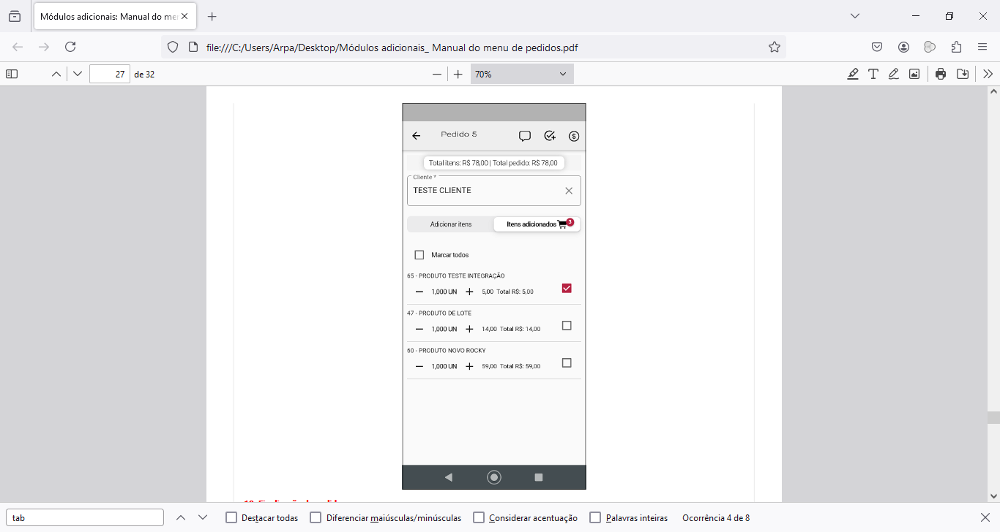 Módulos adicionais: Manual do me
file:///C:/Users/Arpa/Desktop/Módulos adicionais_ Manual do menu de pedidos.pdf
27 de 32
70%
Pedido 5
Total itens: R$ 78,00 | Total pedido: R$ 78,00
Cliente *
TESTE CLIENTE
Adicionar itens
Itens adicionados 3
Marcar todos
65 - PRODUTO TESTE INTEGRAÇÃO
1,000 UN 5,00 Total R$: 5,00
47 - PRODUTO DE LOTE
1,000 UN 14,00 Total R$: 14,00
60 - PRODUTO NOVO ROCKY
1,000 UN 59,00 Total R$: 59,00
tab
Destacar todas
Diferenciar maiúsculas/minúsculas
Considerar acentuação
Palavras inteiras
Ocorrência 4 de 8